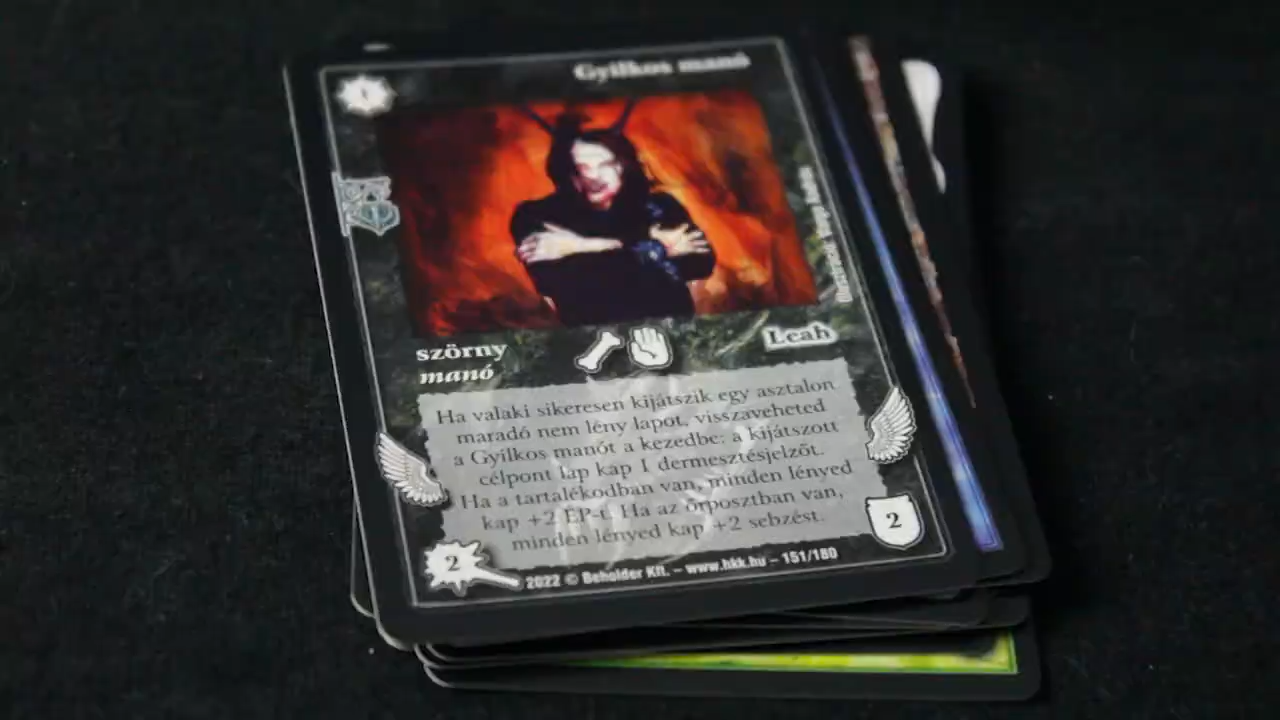 Gyilkos manó
1
szörny
Leah
manó
Ha valaki sikeresen kijátszik egy asztalon
maradó nem lény lapot, visszaveheted
a Gyilkos manót a kezedbe: a kijátszott
célpont lap kap 1 dermesztésjelzőt.
Ha a tartalékodban van, minden lényed
kap +2 ÉP-t. Ha az őrposztban van,
minden lényed kap +2 sebzést.
2
2
2022 © Beholder Kft. – www.hkk.hu – 151/180